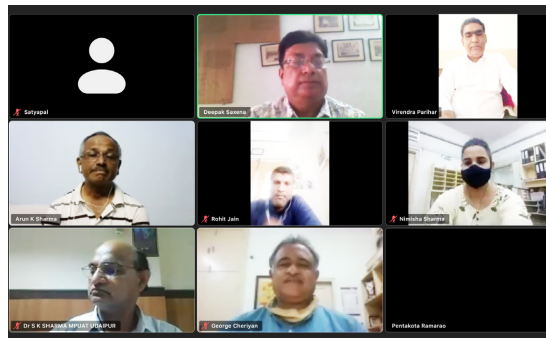 Satyapal
Deepak Saxena
Virendra Parihar
Arun K Sharma
Rohit Jain
Nimisha Sharma
Dr S K SHARMA MPUAT UDAIPUR
George Cheriyan
Pentakota Ramarao